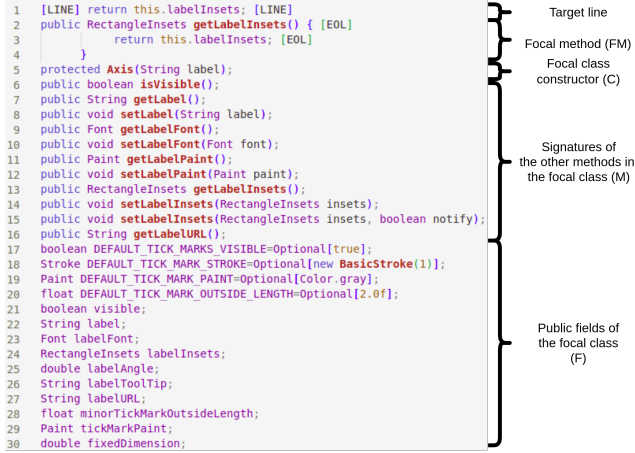 1 [LINE] return this.labelInsets; [LINE]
2 public RectangleInsets getLabelInsets() { [EOL]
3 return this.labelInsets; [EOL]
4 }
5 protected Axis(String label);
6 public boolean isVisible();
7 public String getLabel();
8 public void setLabel(String label);
9 public Font getLabelFont();
10 public void setLabelFont(Font font);
11 public Paint getLabelPaint();
12 public void setLabelPaint(Paint paint);
13 public RectangleInsets getLabelInsets();
14 public void setLabelInsets(RectangleInsets insets);
15 public void setLabelInsets(RectangleInsets insets, boolean notify);
16 public String getLabelURL();
17 boolean DEFAULT_TICK_MARKS_VISIBLE=Optional[true];
18 Stroke DEFAULT_TICK_MARK_STROKE=Optional[new BasicStroke(1)];
19 Paint DEFAULT_TICK_MARK_PAINT=Optional[Color.gray];
20 float DEFAULT_TICK_MARK_OUTSIDE_LENGTH=Optional[2.0f];
21 boolean visible;
22 String label;
23 Font labelFont;
24 RectangleInsets labelInsets;
25 double labelAngle;
26 String labelToolTip;
27 String labelURL;
28 float minorTickMarkOutsideLength;
29 Paint tickMarkPaint;
30 double fixedDimension;
Target line
Focal method (FM)
Focal class
constructor (C)
Signatures of
the other methods in
the focal class (M)
Public fields of
the focal class
(F)